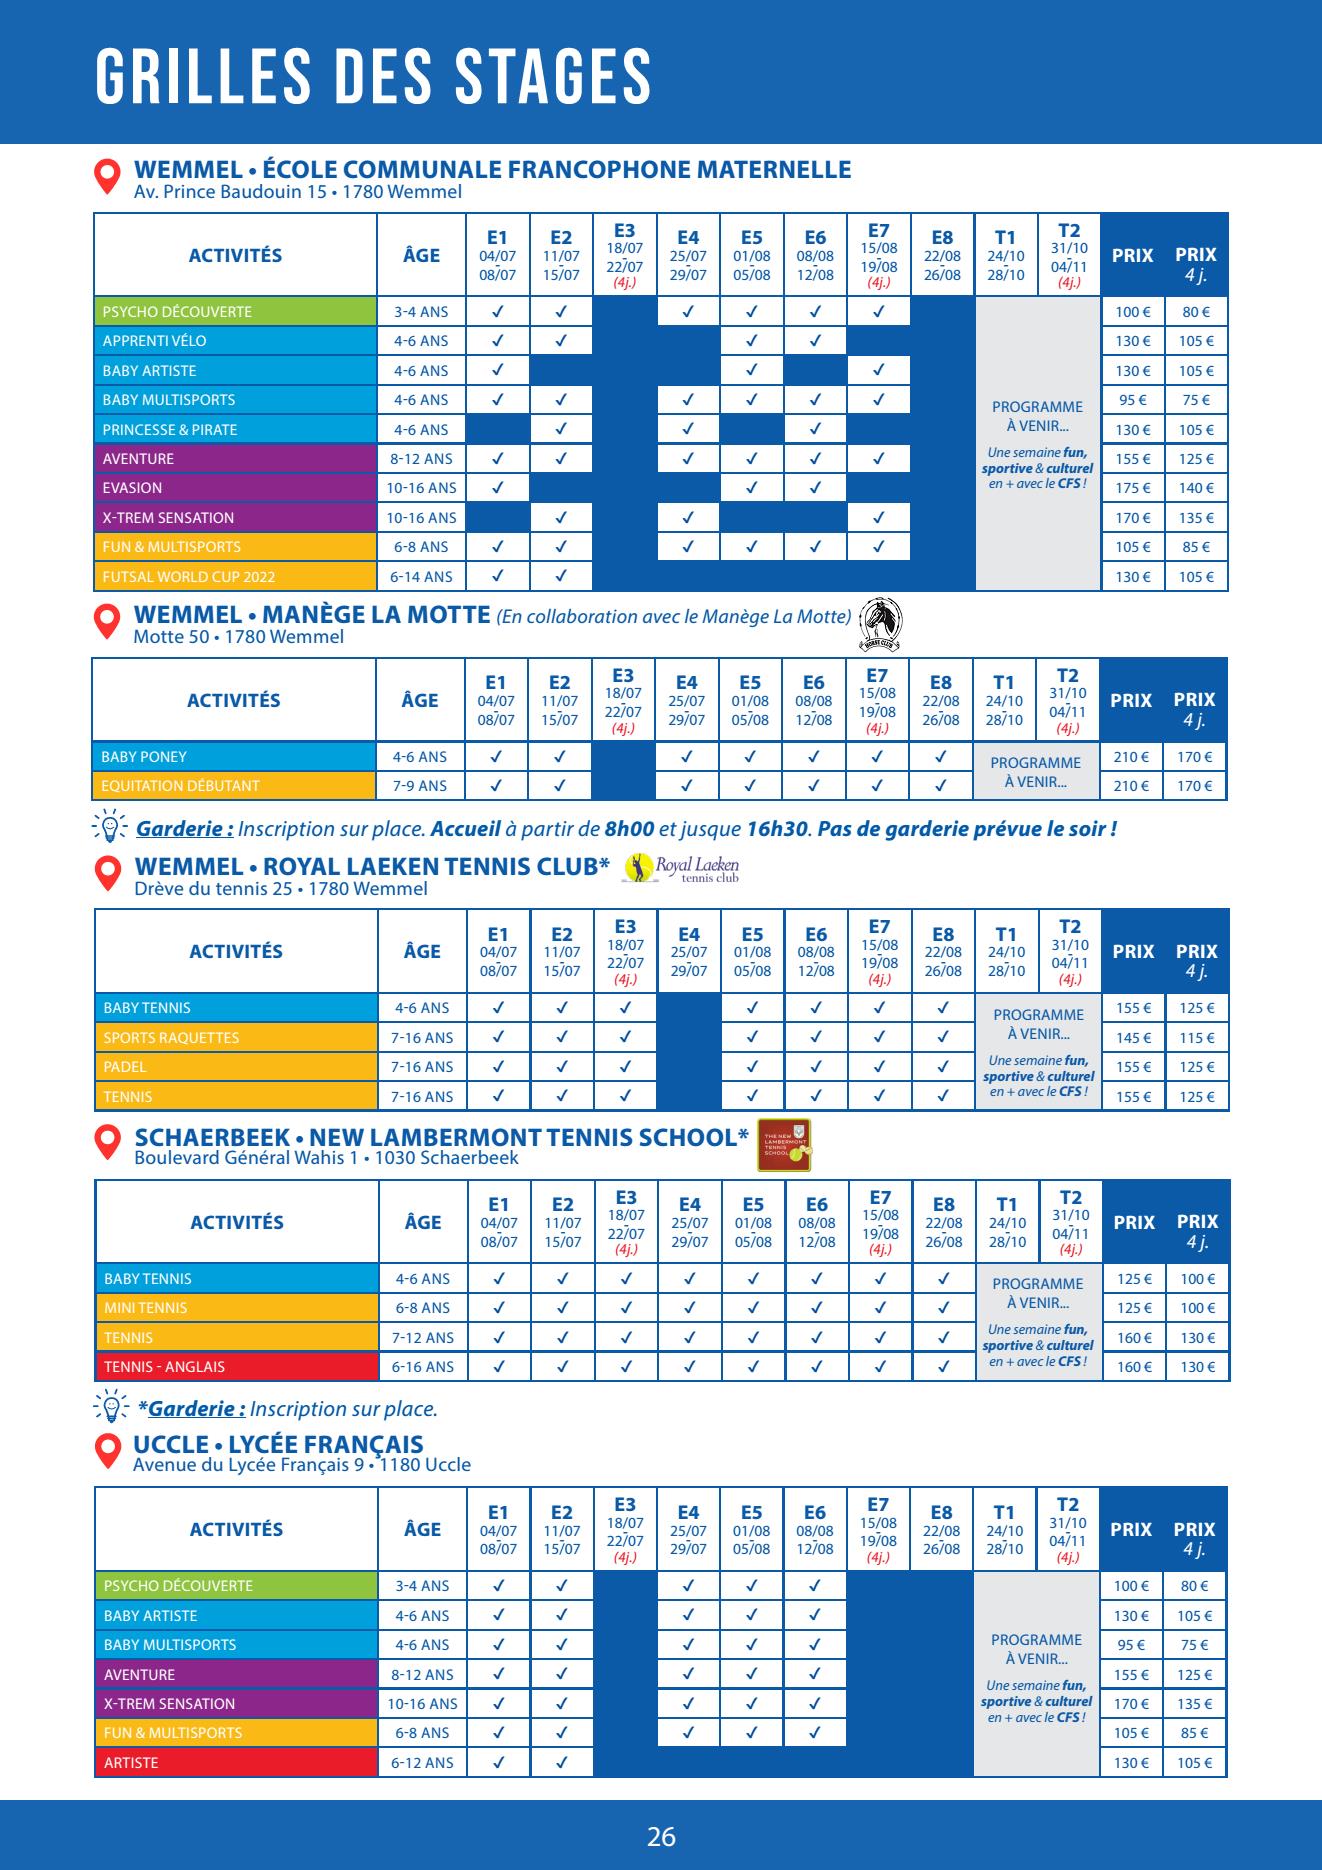 GRILLES DES STAGES
WEMMEL • ÉCOLE COMMUNALE FRANCOPHONE MATERNELLE
Av. Prince Baudouin 15 • 1780 Wemmel
ACTIVITÉS ÂGE E1 04/07 - 08/07 E2 11/07 - 15/07 E3 18/07 - 22/07 (4j.) E4 25/07 - 29/07 E5 01/08 - 05/08 E6 08/08 - 12/08 E7 15/08 - 19/08 (4j.) E8 22/08 - 26/08 T1 24/10 - 28/10 T2 31/10 - 04/11 (4j.) PRIX PRIX 4 j.
PSYCHO DÉCOUVERTE 3-4 ANS ✓ ✓ ✓ ✓ ✓ ✓ 100 € 80 €
APPRENTI VÉLO 4-6 ANS ✓ ✓ ✓ ✓ 130 € 105 €
BABY ARTISTE 4-6 ANS ✓ ✓ ✓ 130 € 105 €
BABY MULTISPORTS 4-6 ANS ✓ ✓ ✓ ✓ ✓ ✓ 95 € 75 €
PRINCESSE & PIRATE 4-6 ANS ✓ ✓ ✓ 130 € 105 €
AVENTURE 8-12 ANS ✓ ✓ ✓ ✓ ✓ ✓ 155 € 125 €
EVASION 10-16 ANS ✓ ✓ ✓ 175 € 140 €
X-TREM SENSATION 10-16 ANS ✓ ✓ ✓ 170 € 135 €
FUN & MULTISPORTS 6-8 ANS ✓ ✓ ✓ ✓ ✓ ✓ 105 € 85 €
FUTSAL WORLD CUP 2022 6-14 ANS ✓ ✓ 130 € 105 €
PROGRAMME
À VENIR...
Une semaine fun,
sportive & culturel
en + avec le CFS !
WEMMEL • MANÈGE LA MOTTE (En collaboration avec le Manège La Motte)
HORSE CLUB
Motte 50 • 1780 Wemmel
ACTIVITÉS ÂGE E1 04/07 - 08/07 E2 11/07 - 15/07 E3 18/07 - 22/07 (4j.) E4 25/07 - 29/07 E5 01/08 - 05/08 E6 08/08 - 12/08 E7 15/08 - 19/08 (4j.) E8 22/08 - 26/08 T1 24/10 - 28/10 T2 31/10 - 04/11 (4j.) PRIX PRIX 4 j.
BABY PONEY 4-6 ANS ✓ ✓ ✓ ✓ ✓ ✓ ✓ 210 € 170 €
EQUITATION DÉBUTANT 7-9 ANS ✓ ✓ ✓ ✓ ✓ ✓ ✓ 210 € 170 €
PROGRAMME
À VENIR...
Garderie : Inscription sur place. Accueil à partir de 8h00 et jusque 16h30. Pas de garderie prévue le soir !
WEMMEL • ROYAL LAEKEN TENNIS CLUB*
Royal Laeken
tennis club
Drève du tennis 25 • 1780 Wemmel
ACTIVITÉS ÂGE E1 04/07 - 08/07 E2 11/07 - 15/07 E3 18/07 - 22/07 (4j.) E4 25/07 - 29/07 E5 01/08 - 05/08 E6 08/08 - 12/08 E7 15/08 - 19/08 (4j.) E8 22/08 - 26/08 T1 24/10 - 28/10 T2 31/10 - 04/11 (4j.) PRIX PRIX 4 j.
BABY TENNIS 4-6 ANS ✓ ✓ ✓ ✓ ✓ ✓ ✓ 155 € 125 €
SPORTS RAQUETTES 7-16 ANS ✓ ✓ ✓ ✓ ✓ ✓ ✓ 145 € 115 €
PADEL 7-16 ANS ✓ ✓ ✓ ✓ ✓ ✓ ✓ 155 € 125 €
TENNIS 7-16 ANS ✓ ✓ ✓ ✓ ✓ ✓ ✓ 155 € 125 €
PROGRAMME
À VENIR...
Une semaine fun,
sportive & culturel
en + avec le CFS !
SCHAERBEEK • NEW LAMBERMONT TENNIS SCHOOL*
THE NEW
LAMBERMONT
TENNIS
SCHOOL
Boulevard Général Wahis 1 • 1030 Schaerbeek
ACTIVITÉS ÂGE E1 04/07 - 08/07 E2 11/07 - 15/07 E3 18/07 - 22/07 (4j.) E4 25/07 - 29/07 E5 01/08 - 05/08 E6 08/08 - 12/08 E7 15/08 - 19/08 (4j.) E8 22/08 - 26/08 T1 24/10 - 28/10 T2 31/10 - 04/11 (4j.) PRIX PRIX 4 j.
BABY TENNIS 4-6 ANS ✓ ✓ ✓ ✓ ✓ ✓ ✓ ✓ 125 € 100 €
MINI TENNIS 6-8 ANS ✓ ✓ ✓ ✓ ✓ ✓ ✓ ✓ 125 € 100 €
TENNIS 7-12 ANS ✓ ✓ ✓ ✓ ✓ ✓ ✓ ✓ 160 € 130 €
TENNIS - ANGLAIS 6-16 ANS ✓ ✓ ✓ ✓ ✓ ✓ ✓ ✓ 160 € 130 €
PROGRAMME
À VENIR...
Une semaine fun,
sportive & culturel
en + avec le CFS !
*Garderie : Inscription sur place.
UCCLE • LYCÉE FRANÇAIS
Avenue du Lycée Français 9 • 1180 Uccle
ACTIVITÉS ÂGE E1 04/07 - 08/07 E2 11/07 - 15/07 E3 18/07 - 22/07 (4j.) E4 25/07 - 29/07 E5 01/08 - 05/08 E6 08/08 - 12/08 E7 15/08 - 19/08 (4j.) E8 22/08 - 26/08 T1 24/10 - 28/10 T2 31/10 - 04/11 (4j.) PRIX PRIX 4 j.
PSYCHO DÉCOUVERTE 3-4 ANS ✓ ✓ ✓ ✓ ✓ 100 € 80 €
BABY ARTISTE 4-6 ANS ✓ ✓ ✓ ✓ ✓ 130 € 105 €
BABY MULTISPORTS 4-6 ANS ✓ ✓ ✓ ✓ ✓ 95 € 75 €
AVENTURE 8-12 ANS ✓ ✓ ✓ ✓ ✓ 155 € 125 €
X-TREM SENSATION 10-16 ANS ✓ ✓ ✓ ✓ ✓ 170 € 135 €
FUN & MULTISPORTS 6-8 ANS ✓ ✓ ✓ ✓ ✓ 105 € 85 €
ARTISTE 6-12 ANS ✓ ✓ 130 € 105 €
PROGRAMME
À VENIR...
Une semaine fun,
sportive & culturel
en + avec le CFS !
26